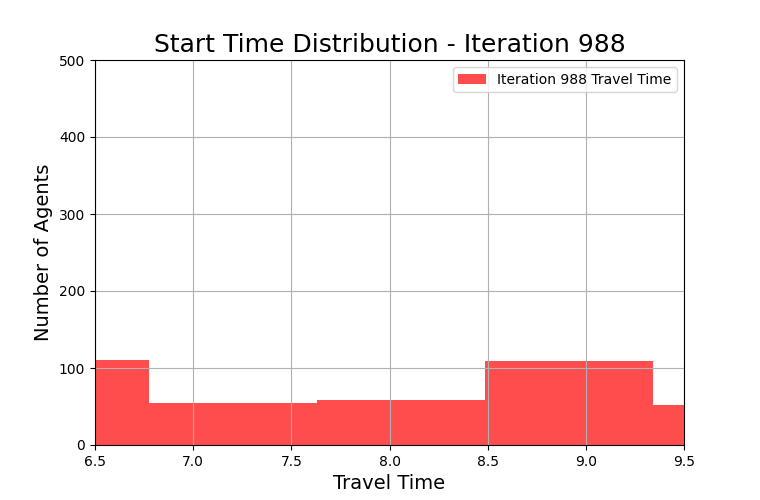 Start Time Distribution - Iteration 988
Iteration 988 Travel Time
Number of Agents
500
400
300
200
100
0
6.5 7.0 7.5 8.0 8.5 9.0 9.5
Travel Time